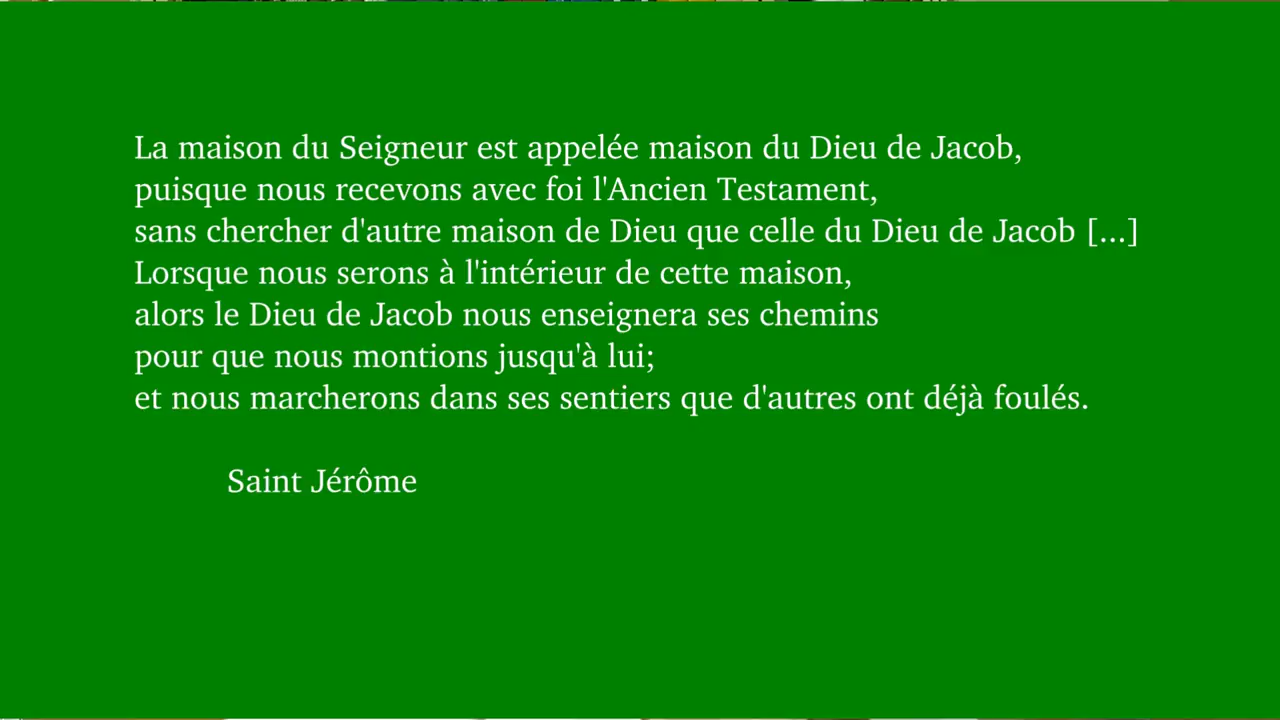 La maison du Seigneur est appelée maison du Dieu de Jacob,
puisque nous recevons avec foi l'Ancien Testament,
sans chercher d'autre maison de Dieu que celle du Dieu de Jacob [...]
Lorsque nous serons à l'intérieur de cette maison,
alors le Dieu de Jacob nous enseignera ses chemins
pour que nous montions jusqu'à lui;
et nous marcherons dans ses sentiers que d'autres ont déjà foulés.
Saint Jérôme